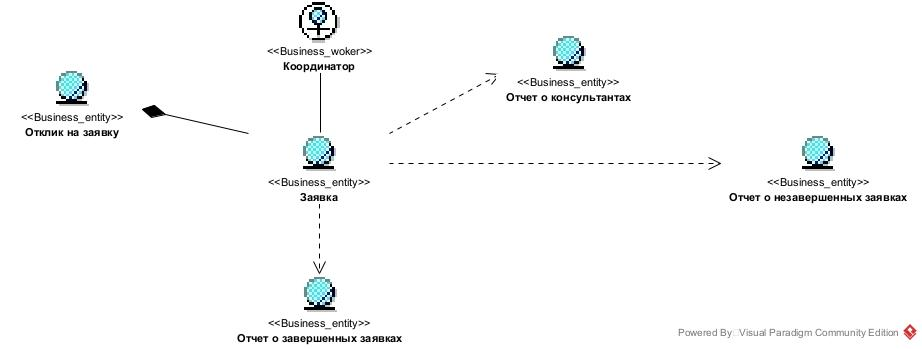 <<Business_woker>>
Координатор
<<Business_entity>>
Отчет о консультантах
<<Business_entity>>
Отклик на заявку
<<Business_entity>>
Заявка
<<Business_entity>>
Отчет о незавершенных заявках
<<Business_entity>>
Отчет о завершенных заявках
Powered By Visual Paradigm Community Edition